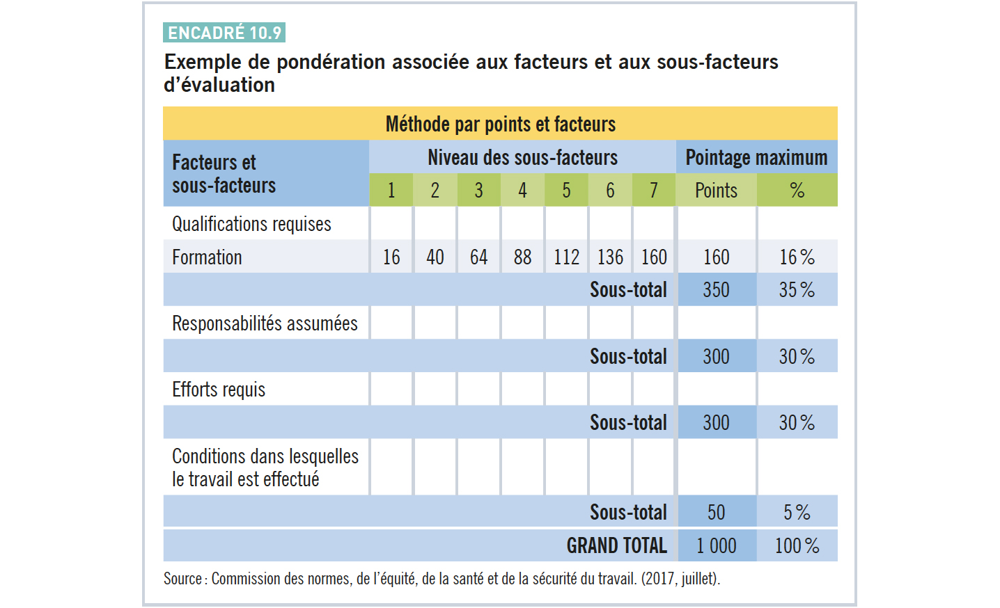 ENCADRÉ 10.9
Exemple de pondération associée aux facteurs et aux sous-facteurs
d’évaluation
Méthode par points et facteurs
Facteurs et
sous-facteurs
Niveau des sous-facteurs
Pointage maximum
1 2 3 4 5 6 7 Points %
Qualifications requises
Formation 16 40 64 88 112 136 160 160 16 %
Sous-total 350 35 %
Responsabilités assumées
Sous-total 300 30 %
Efforts requis
Sous-total 300 30 %
Conditions dans lesquelles
le travail est effectué
Sous-total 50 5 %
GRAND TOTAL 1 000 100 %
Source : Commission des normes, de l’équité, de la santé et de la sécurité du travail. (2017, juillet).